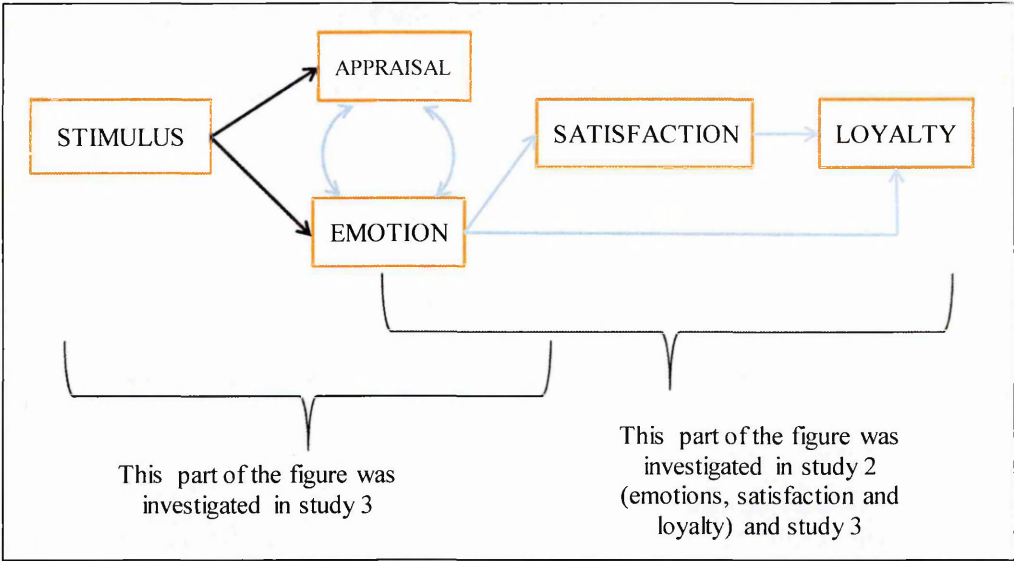 APPRAISAL
STIMULUS
SATISFACTION
LOYALTY
EMOTION
This part of the figure was
investigated in study 3
This part of the figure was
investigated in study 2
(emotions, satisfaction and
loyalty) and study 3